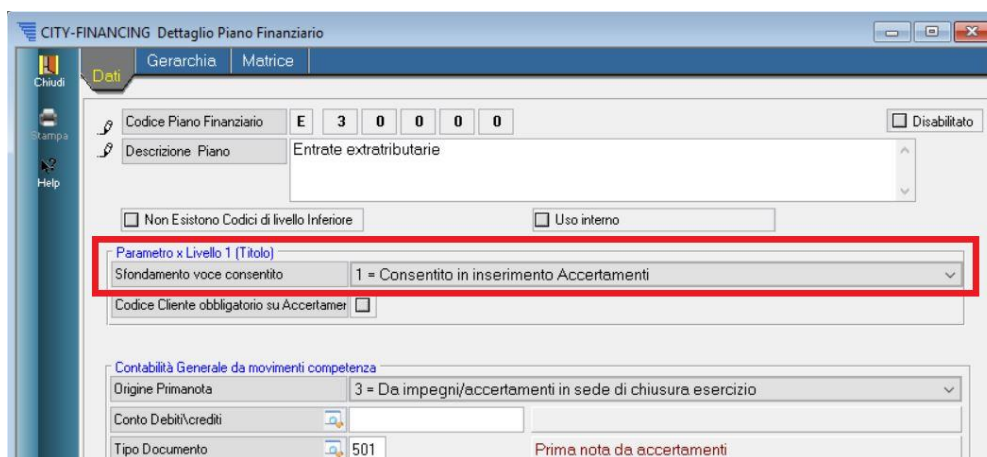 CITY-FINANCING Dettaglio Piano Finanziario
Chiudi
Stampa
Help
Dati Gerarchia Matrice
Codice Piano Finanziario E 3 0 0 0 0 Disabilitato
Descrizione Piano Entrate extratributarie
Non Esistono Codici di livello Inferiore Uso interno
Parametro x Livello 1 (Titolo)
Sfondamento voce consentito 1 = Consentito in inserimento Accertamenti
Codice Cliente obbligatorio su Accertamer
Contabilità Generale da movimenti competenza
Origine Primanota 3 = Da impegni/accertamenti in sede di chiusura esercizio
Conto Debiti\crediti
Tipo Documento 501 Prima nota da accertamenti